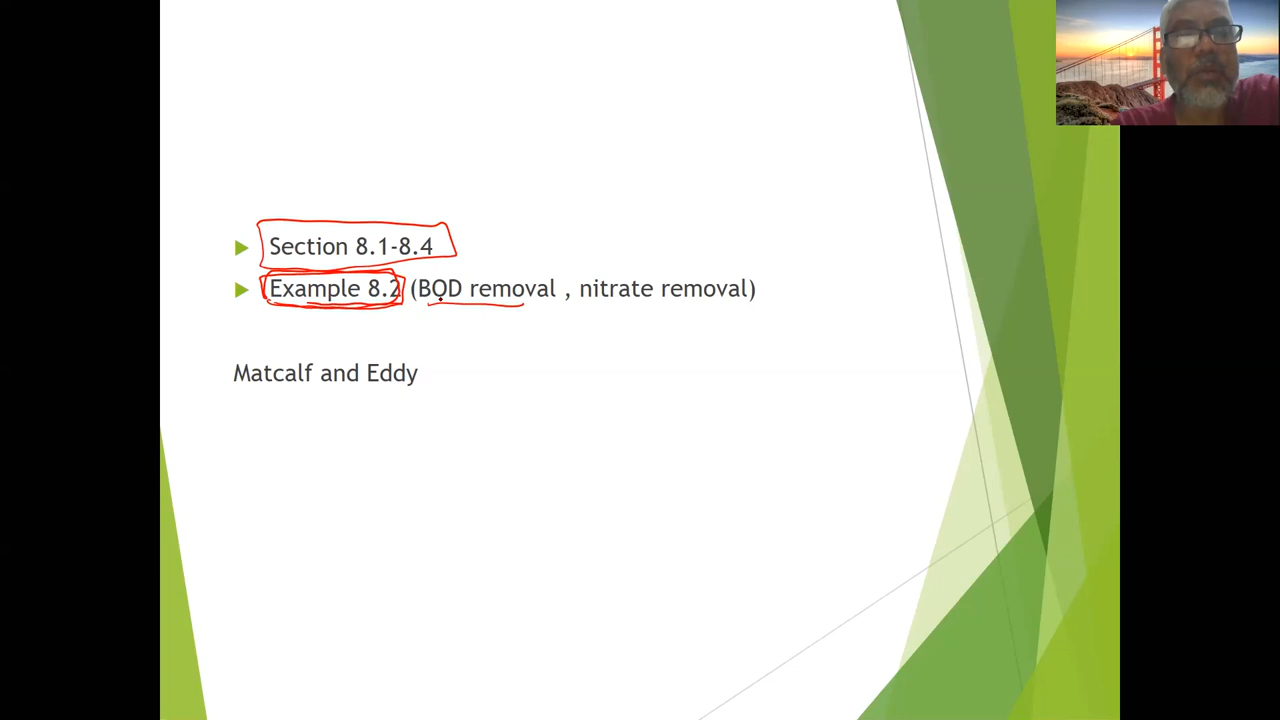 Section 8.1-8.4
Example 8.2 (BOD removal , nitrate removal)
Matcalf and Eddy